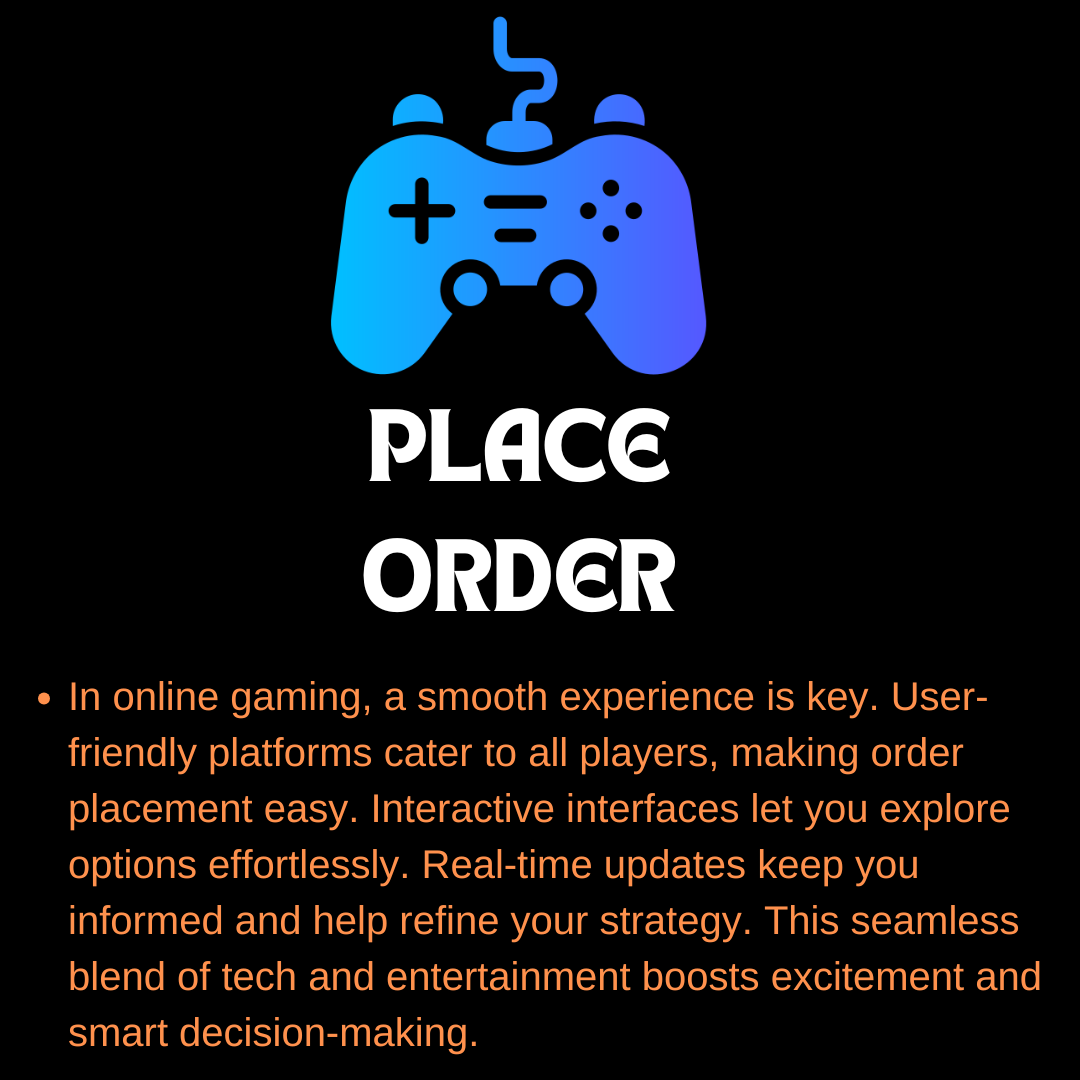 PLACE
ORDER
• In online gaming, a smooth experience is key. User-
friendly platforms cater to all players, making order
placement easy. Interactive interfaces let you explore
options effortlessly. Real-time updates keep you
informed and help refine your strategy. This seamless
blend of tech and entertainment boosts excitement and
smart decision-making.